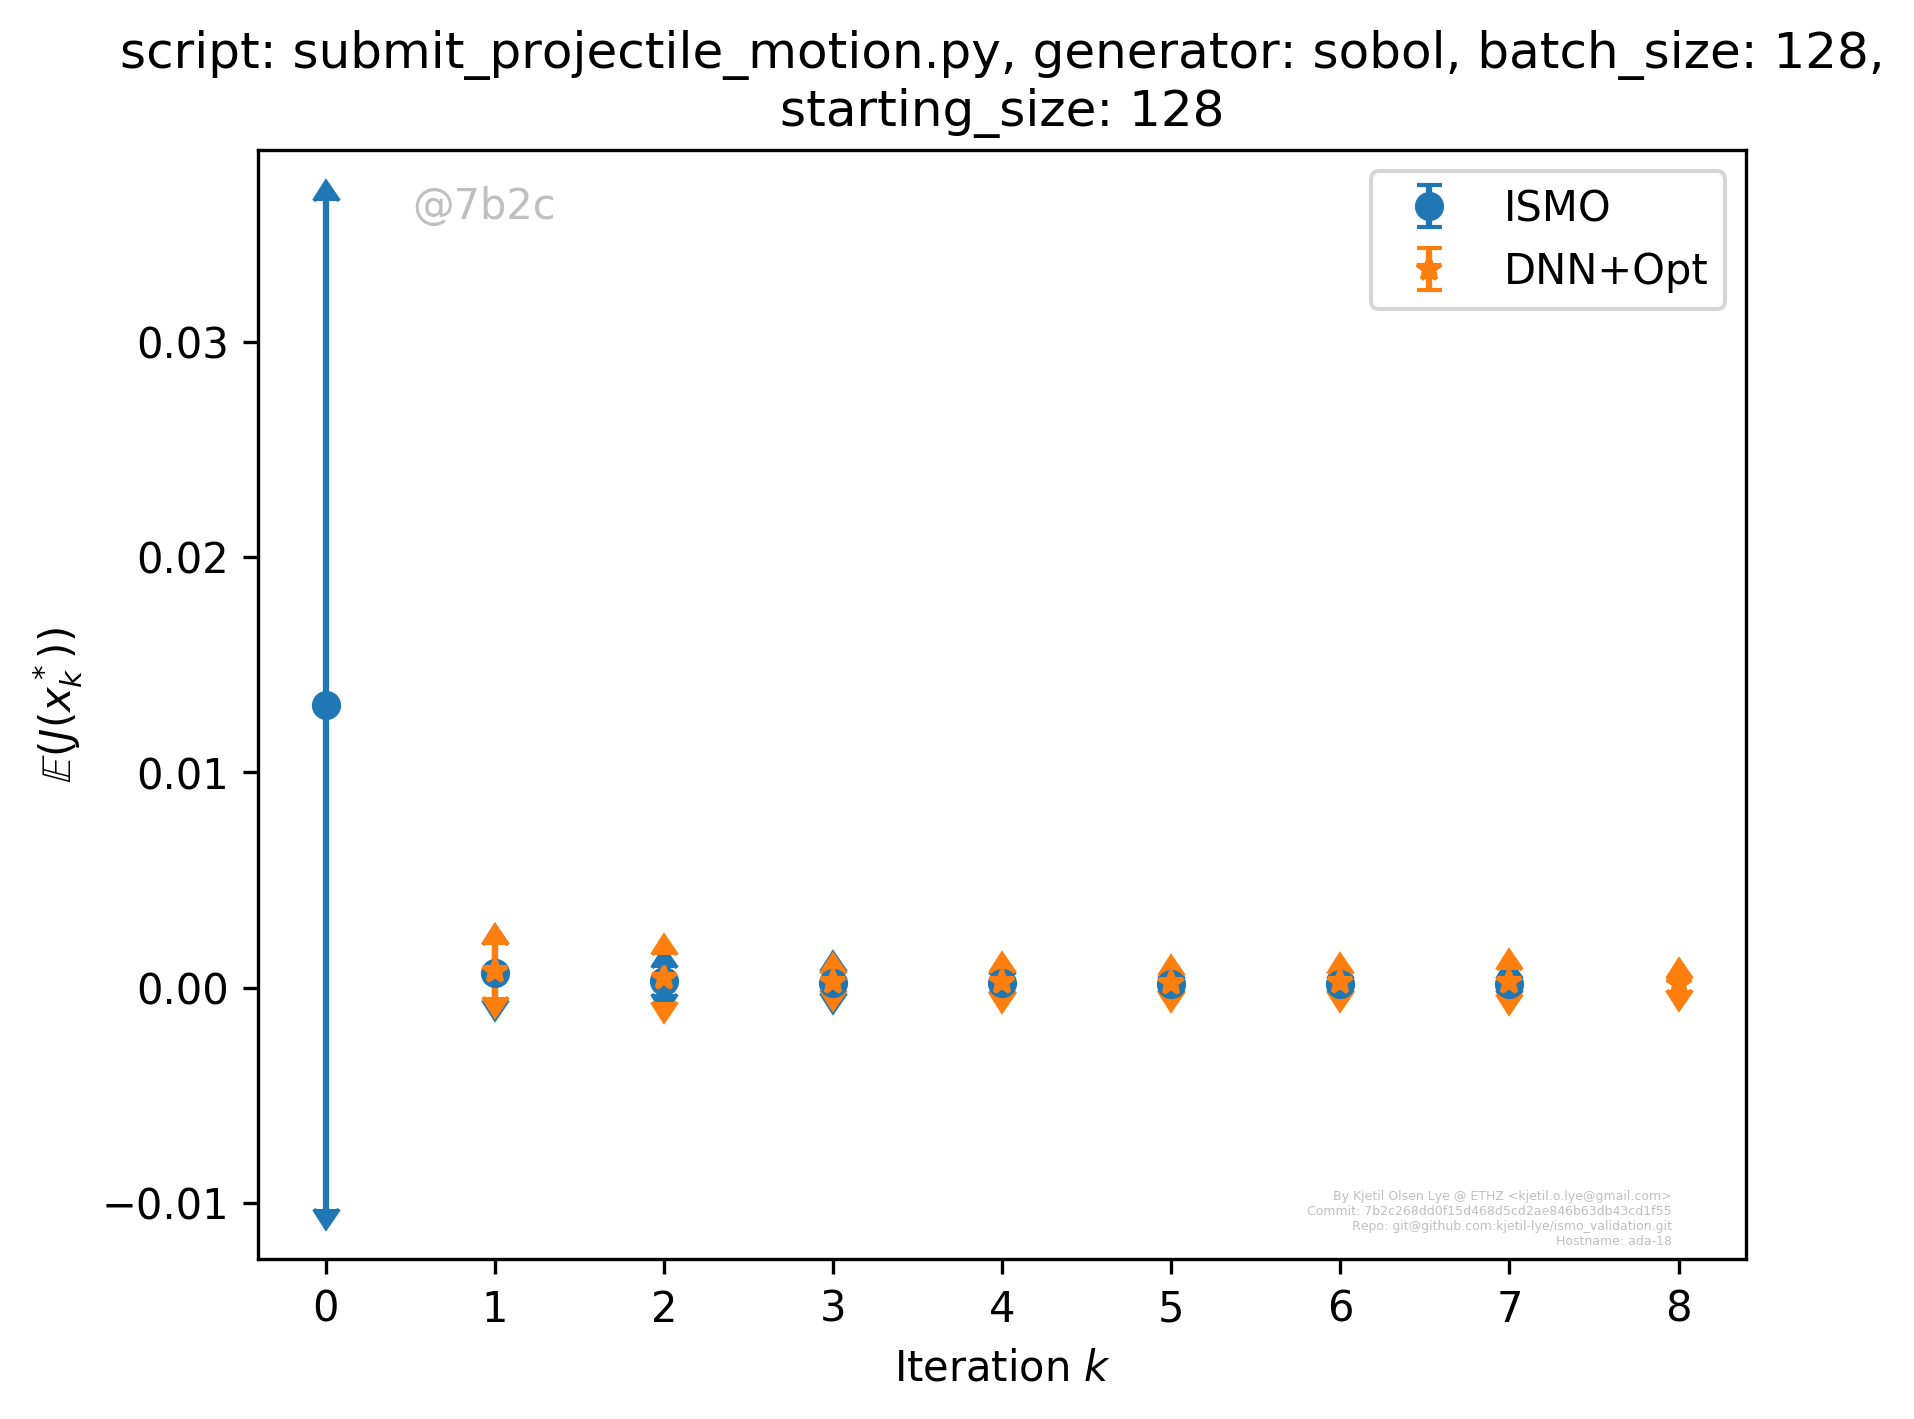 script: submit_projectile_motion.py, generator: sobol, batch_size: 128,
starting_size: 128
@7b2c
ISMO
DNN+Opt
0.03
0.02
0.01
0.00
−0.01
𝔼(J(x*k))
By Kjetil Olsen Lye @ ETHZ <kjetil.o.lye@gmail.com>
Commit: 7b2c268dd0f15d468d5cd2ae846b63db43cd1f55
Repo: git@github.com:kjetil-lye/ismo_validation.git
Hostname: ada-18
0 1 2 3 4 5 6 7 8
Iteration k